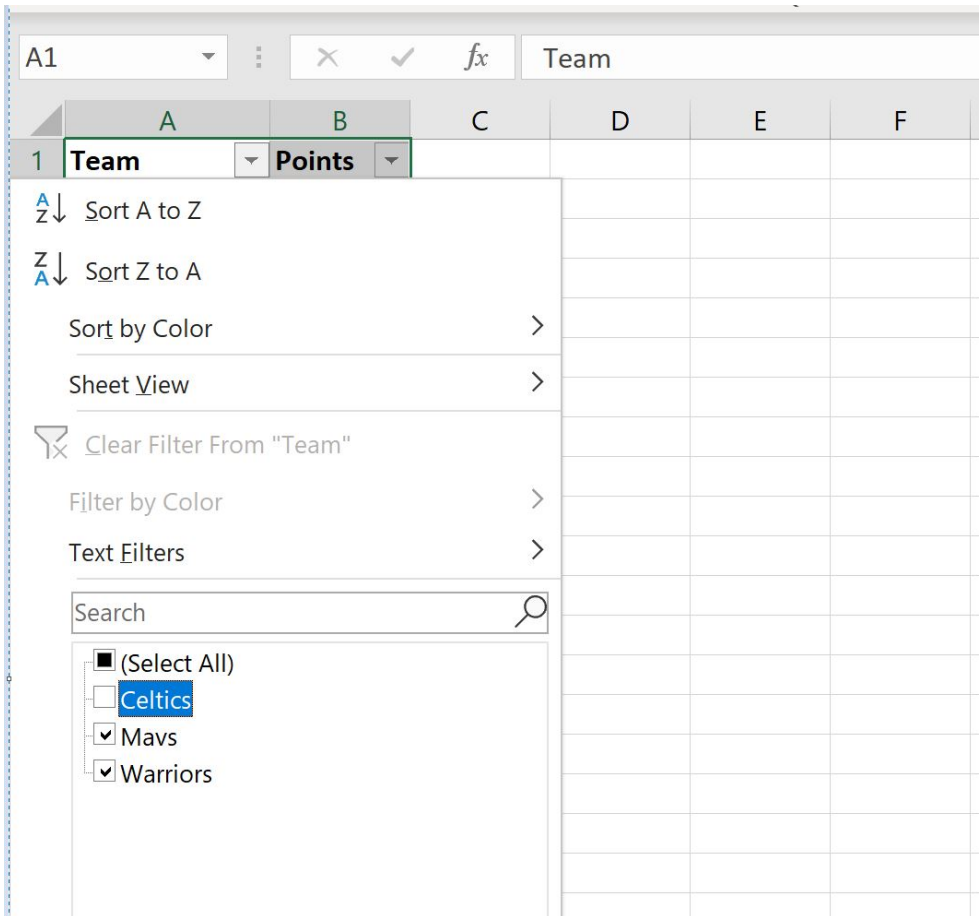 A1 fx Team
A B C D E F
1 Team Points
Sort A to Z
Sort Z to A
Sort by Color
Sheet View
Clear Filter From "Team"
Filter by Color
Text Filters
Search
(Select All)
Celtics
Mavs
Warriors